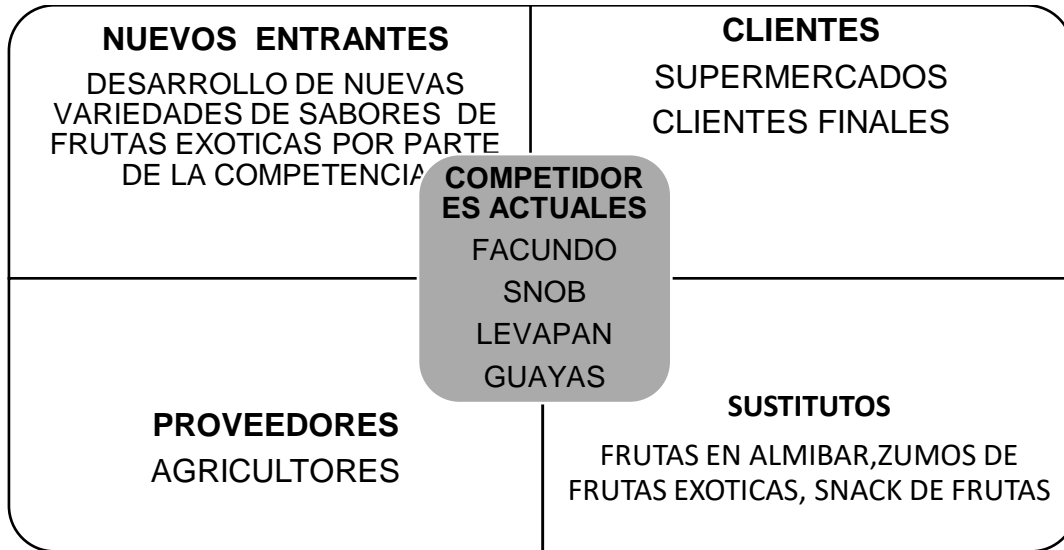 NUEVOS ENTRANTES
DESARROLLO DE NUEVAS
VARIEDADES DE SABORES DE
FRUTAS EXOTICAS POR PARTE
DE LA COMPETENCIA
CLIENTES
SUPERMERCADOS
CLIENTES FINALES
COMPETIDOR
ES ACTUALES
FACUNDO
SNOB
LEVAPAN
GUAYAS
PROVEEDORES
AGRICULTORES
SUSTITUTOS
FRUTAS EN ALMIBAR,ZUMOS DE
FRUTAS EXOTICAS, SNACK DE FRUTAS